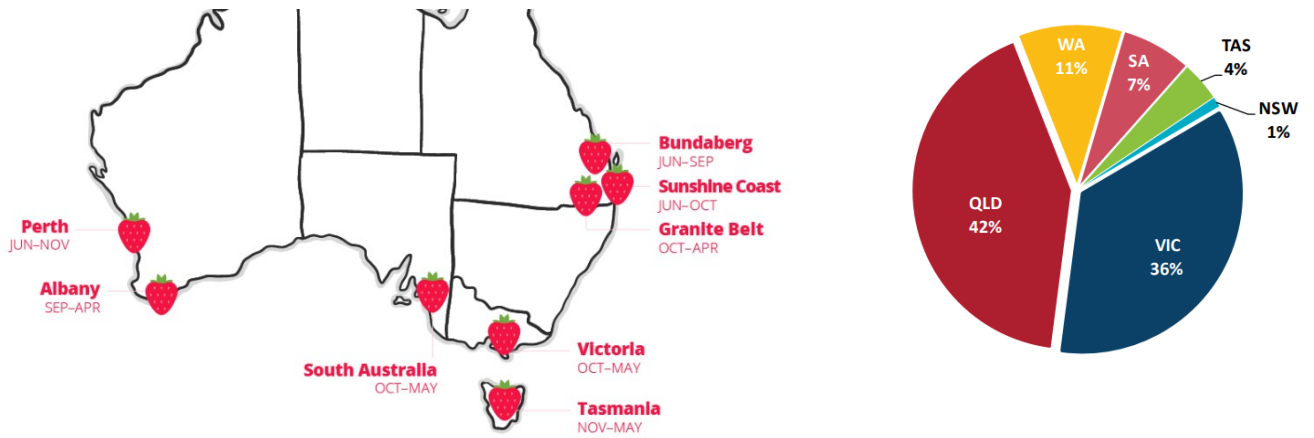 Bundaberg
JUN–SEP
Sunshine Coast
JUN–OCT
Granite Belt
OCT–APR
Perth
JUN–NOV
Albany
SEP–APR
South Australia
OCT–MAY
Victoria
OCT–MAY
Tasmania
NOV–MAY
WA
11%
SA
7%
TAS
4%
NSW
1%
QLD
42%
VIC
36%